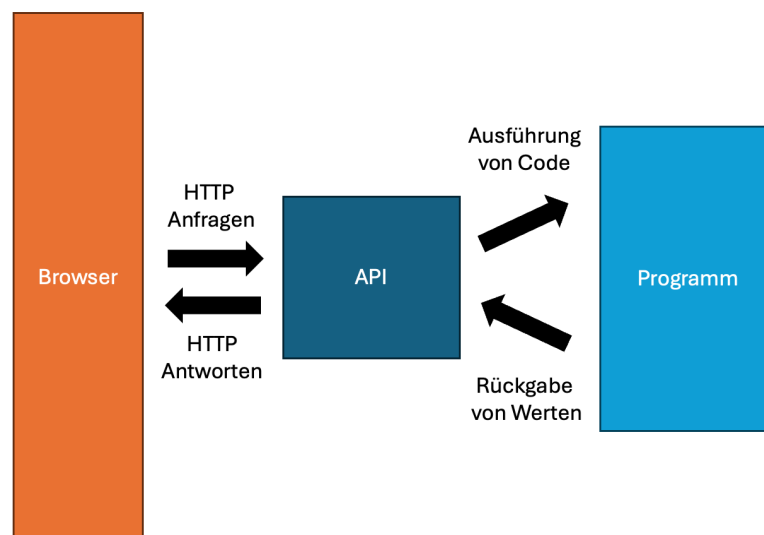 Browser
HTTP
Anfragen
HTTP
Antworten
API
Ausführung
von Code
Rückgabe
von Werten
Programm